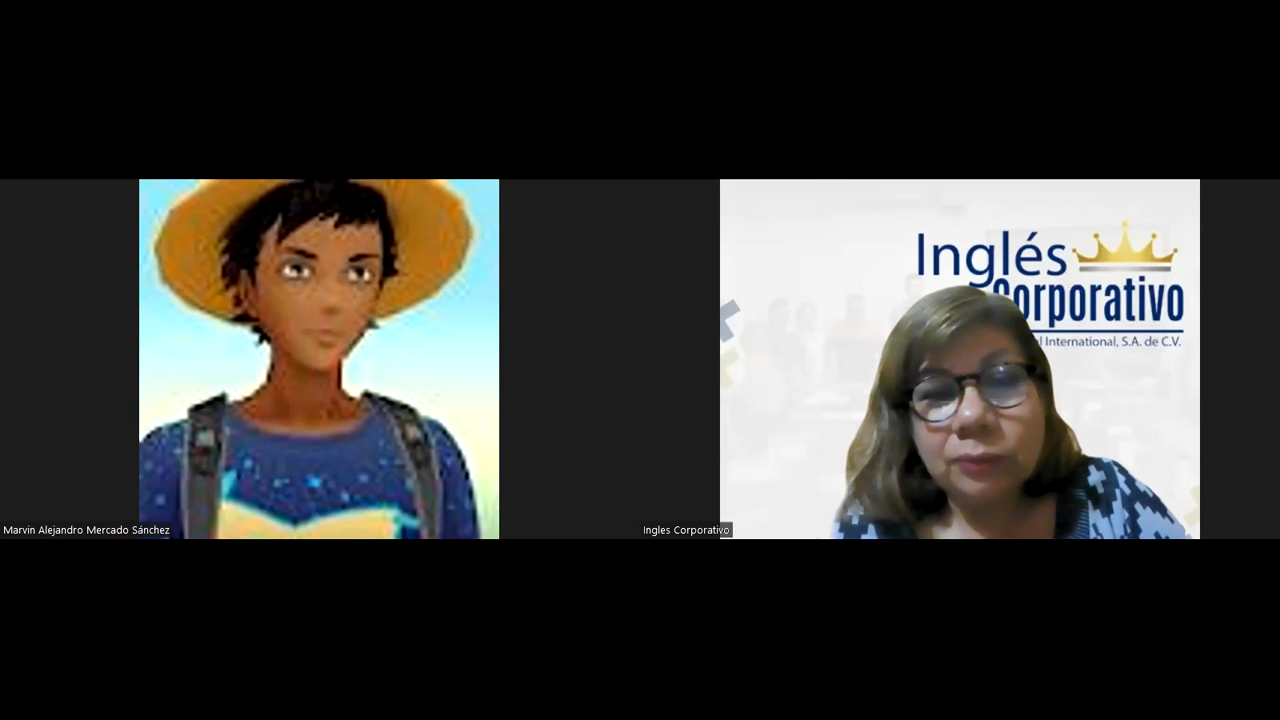 Inglés
Corporativo
l International, S.A. de C.V.
Marvin Alejandro Mercado Sánchez
Ingles Corporativo